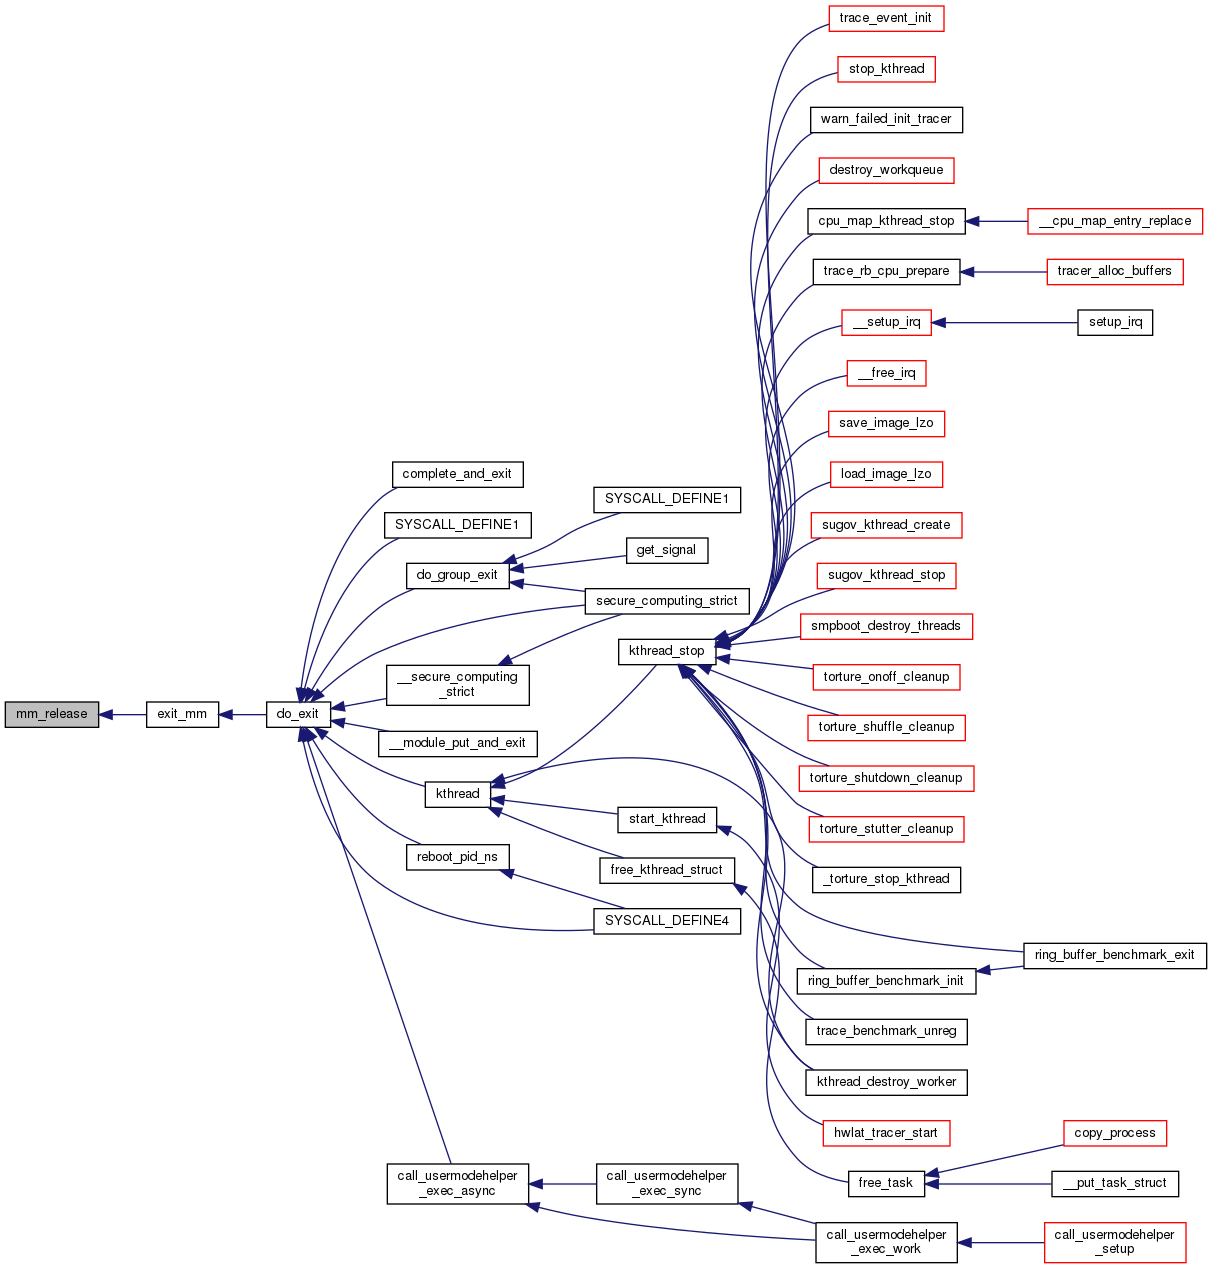 trace_event_init
stop_kthread
warn_failed_init_tracer
destroy_workqueue
cpu_map_kthread_stop
__cpu_map_entry_replace
trace_rb_cpu_prepare
tracer_alloc_buffers
__setup_irq
setup_irq
__free_irq
save_image_lzo
load_image_lzo
complete_and_exit
SYSCALL_DEFINE1
SYSCALL_DEFINE1
sugov_kthread_create
get_signal
do_group_exit
sugov_kthread_stop
secure_computing_strict
smpboot_destroy_threads
kthread_stop
__secure_computing
_strict
torture_onoff_cleanup
mm_release
exit_mm
do_exit
torture_shuffle_cleanup
__module_put_and_exit
torture_shutdown_cleanup
kthread
start_kthread
torture_stutter_cleanup
reboot_pid_ns
free_kthread_struct
_torture_stop_kthread
SYSCALL_DEFINE4
ring_buffer_benchmark_exit
ring_buffer_benchmark_init
trace_benchmark_unreg
kthread_destroy_worker
hwlat_tracer_start
copy_process
call_usermodehelper
_exec_async
call_usermodehelper
_exec_sync
free_task
__put_task_struct
call_usermodehelper
_exec_work
call_usermodehelper
_setup